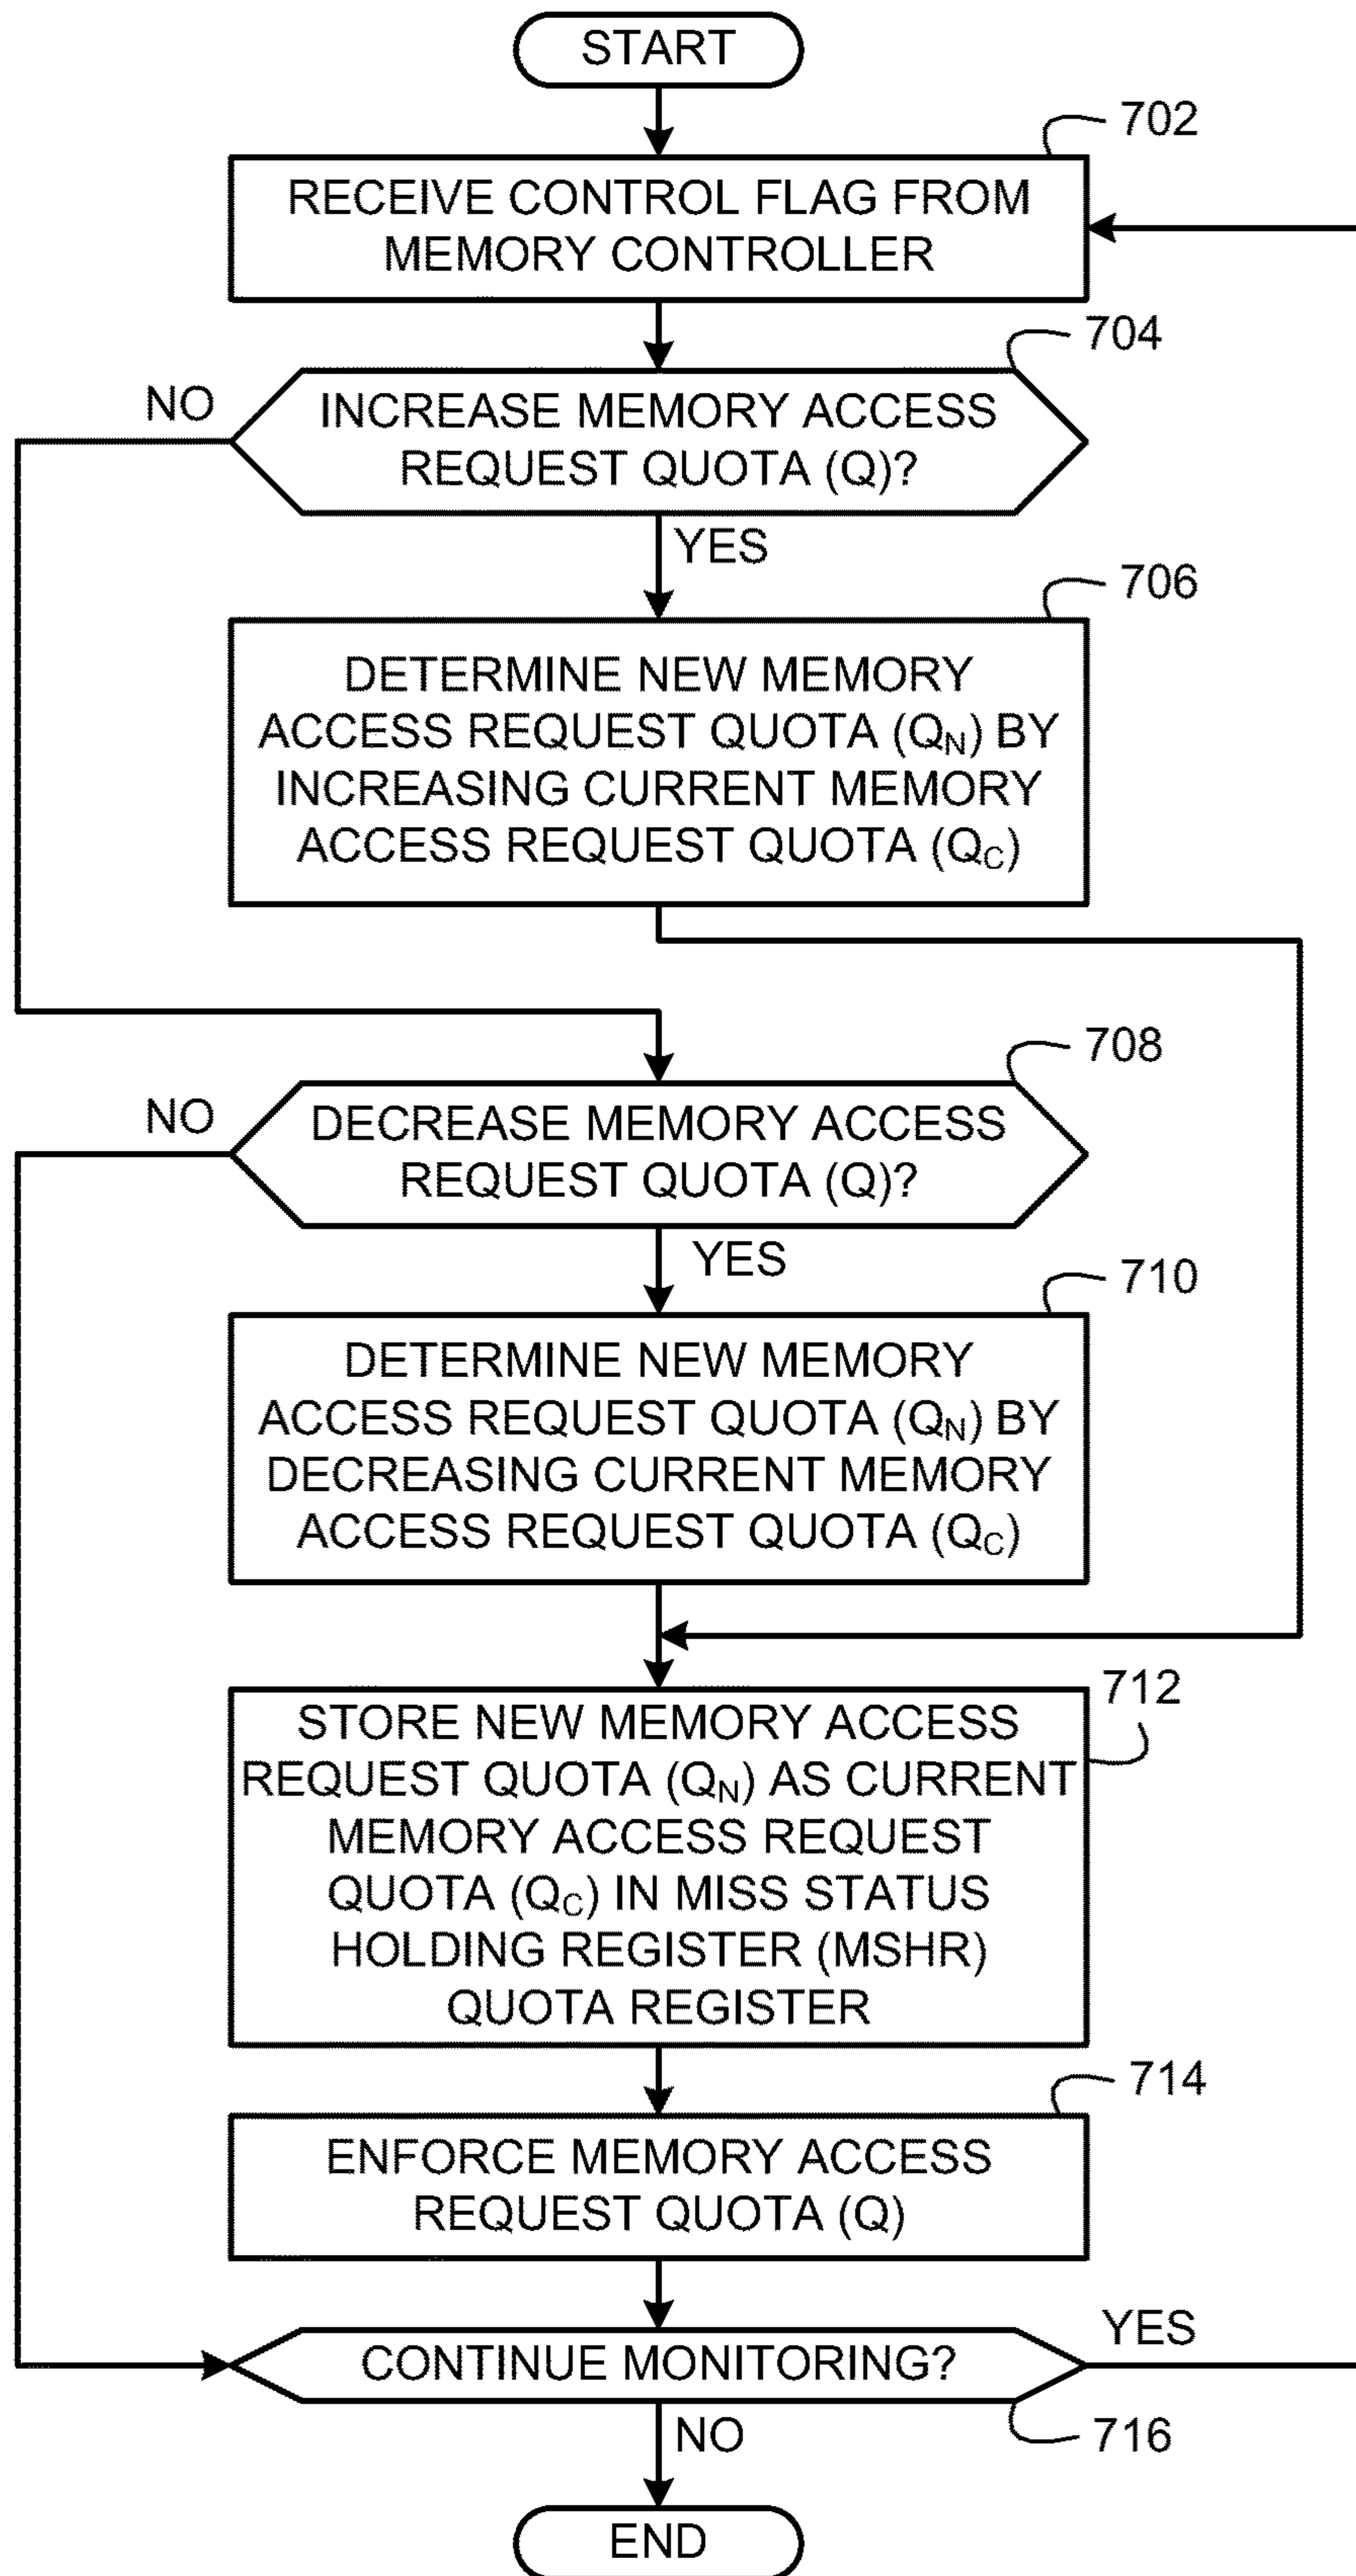 START
702
RECEIVE CONTROL FLAG FROM
MEMORY CONTROLLER
704
NO
INCREASE MEMORY ACCESS
REQUEST QUOTA (Q)?
YES
706
DETERMINE NEW MEMORY
ACCESS REQUEST QUOTA (QN) BY
INCREASING CURRENT MEMORY
ACCESS REQUEST QUOTA (QC)
708
NO
DECREASE MEMORY ACCESS
REQUEST QUOTA (Q)?
YES
710
DETERMINE NEW MEMORY
ACCESS REQUEST QUOTA (QN) BY
DECREASING CURRENT MEMORY
ACCESS REQUEST QUOTA (QC)
712
STORE NEW MEMORY ACCESS
REQUEST QUOTA (QN) AS CURRENT
MEMORY ACCESS REQUEST
QUOTA (QC) IN MISS STATUS
HOLDING REGISTER (MSHR)
QUOTA REGISTER
714
ENFORCE MEMORY ACCESS
REQUEST QUOTA (Q)
YES
CONTINUE MONITORING?
716
NO
END